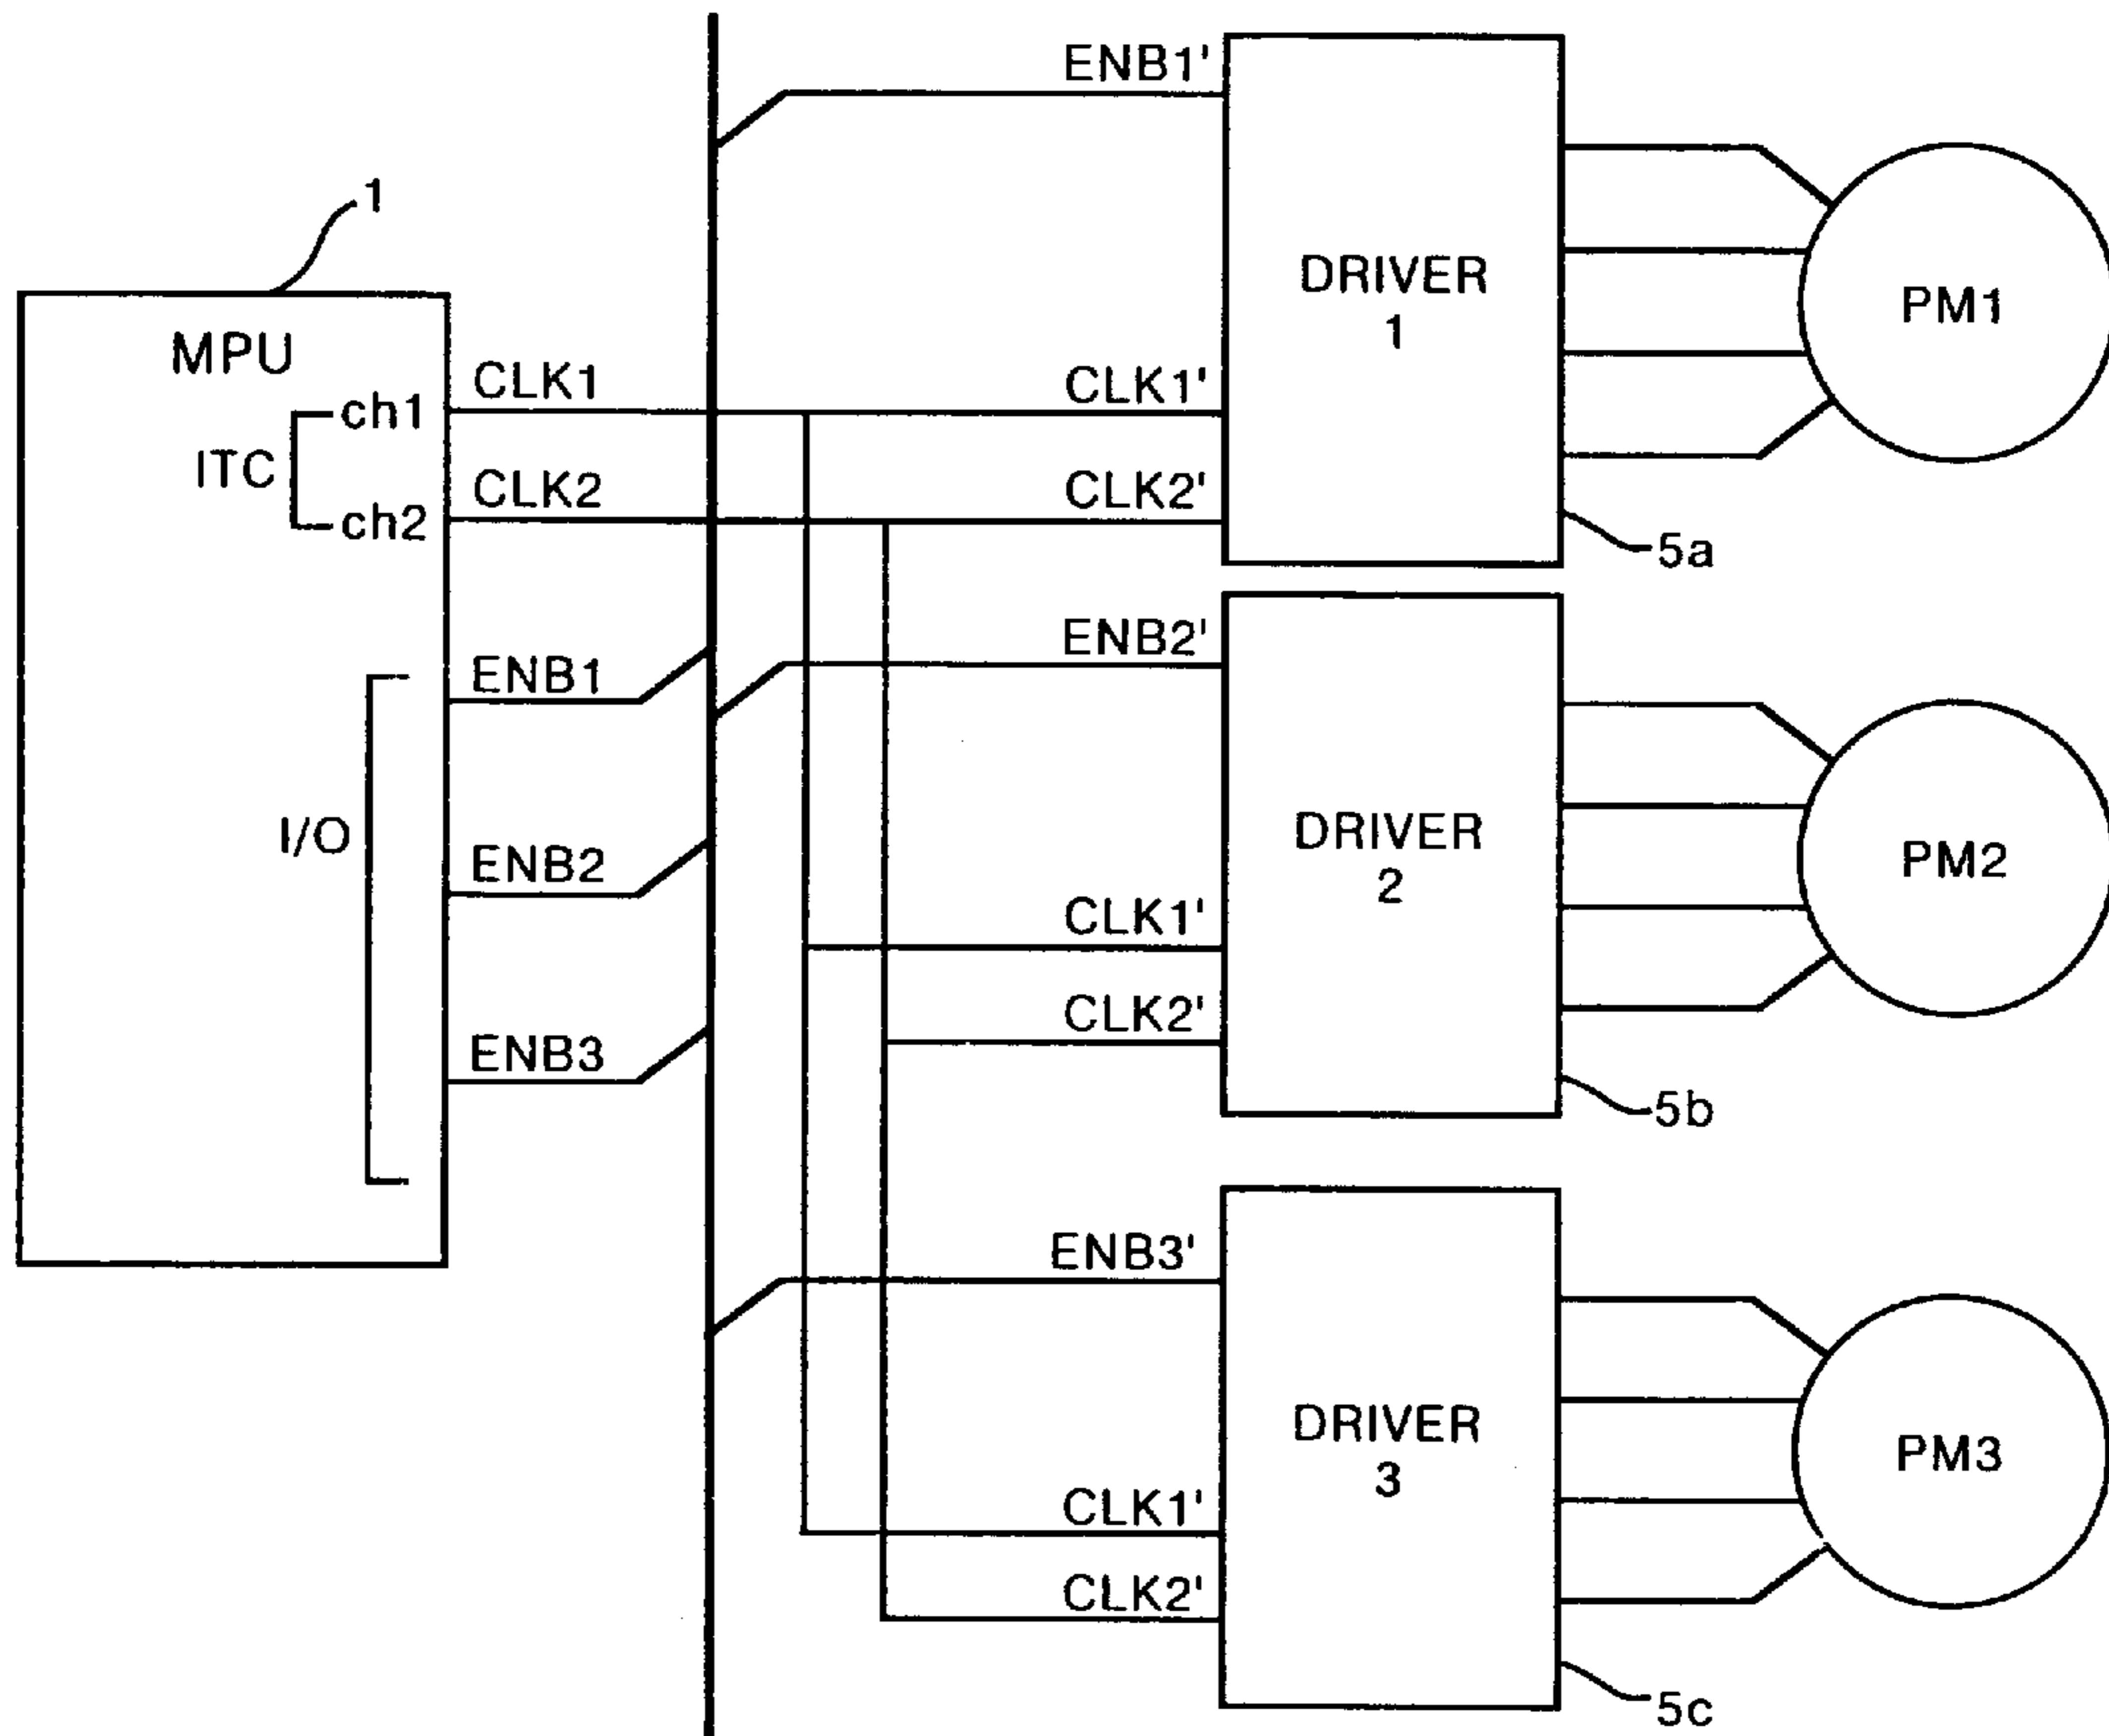 1
MPU
ITC
ch1
ch2
I/O
CLK1
CLK2
ENB1
ENB2
ENB3
ENB1'
CLK1'
CLK2'
DRIVER
1
PM1
5a
ENB2'
CLK1'
CLK2'
DRIVER
2
PM2
5b
ENB3'
CLK1'
CLK2'
DRIVER
3
PM3
5c